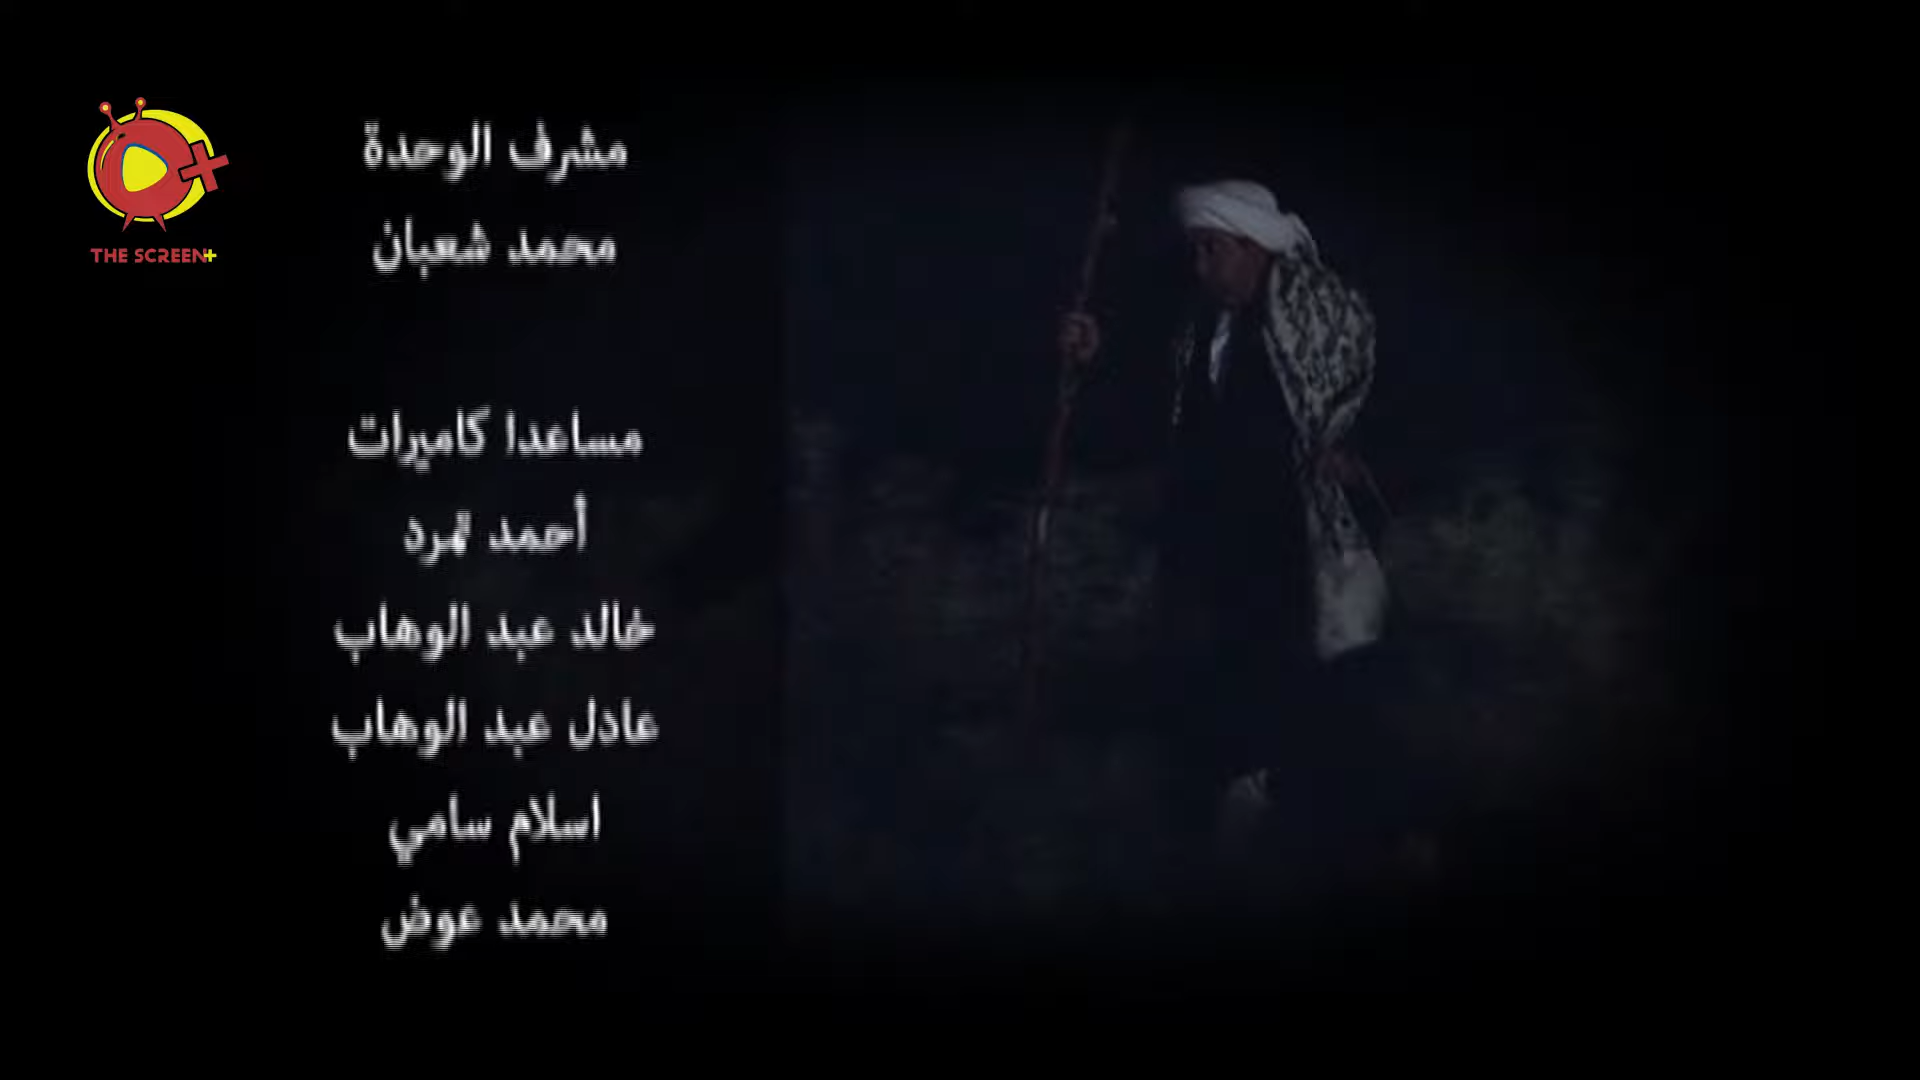 THE SCREEN+
مشرف الوحدة
محمد شعبان
مساعدا كاميرات
أحمد تمرد
خالد عبد الوهاب
عادل عبد الوهاب
اسلام سامي
محمد عوض